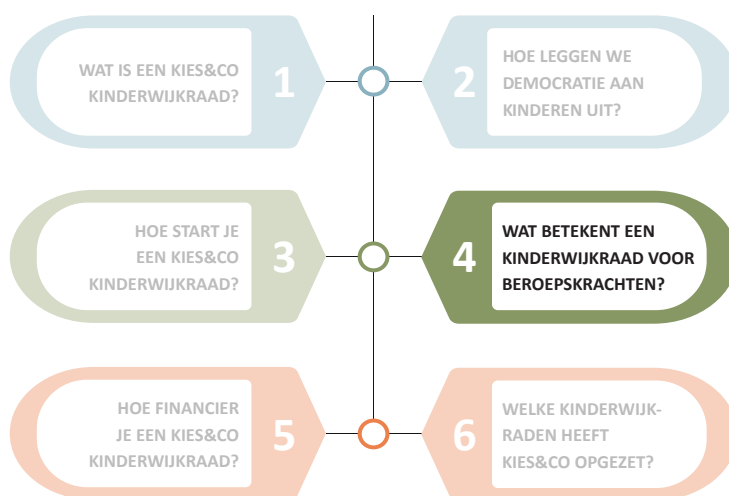 WAT IS EEN KIES&CO
KINDERWIJKRAAD?
1
2
HOE LEGGEN WE
DEMOCRATIE AAN
KINDEREN UIT?
HOE START JE
EEN KIES&CO
KINDERWIJKRAAD?
3
4
WAT BETEKENT EEN
KINDERWIJKRAAD VOOR
BEROEPSKRACHTEN?
HOE FINANCIER
JE EEN KIES&CO
KINDERWIJKRAAD?
5
6
WELKE KINDERWIJK-
RADEN HEEFT
KIES&CO OPGEZET?